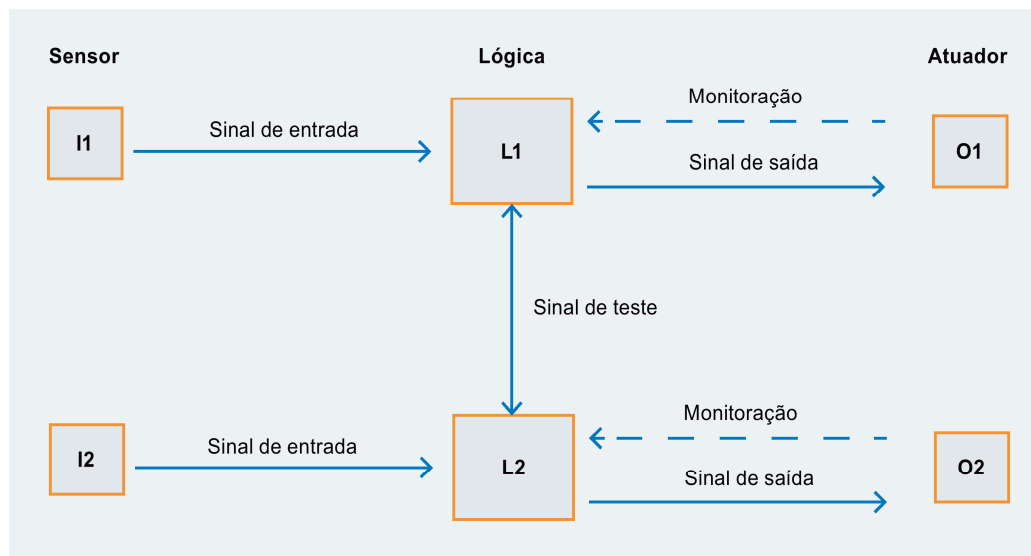 Sensor
Lógica
Atuador
I1
Sinal de entrada
L1
Monitoração
Sinal de saída
O1
Sinal de teste
I2
Sinal de entrada
L2
Monitoração
Sinal de saída
O2